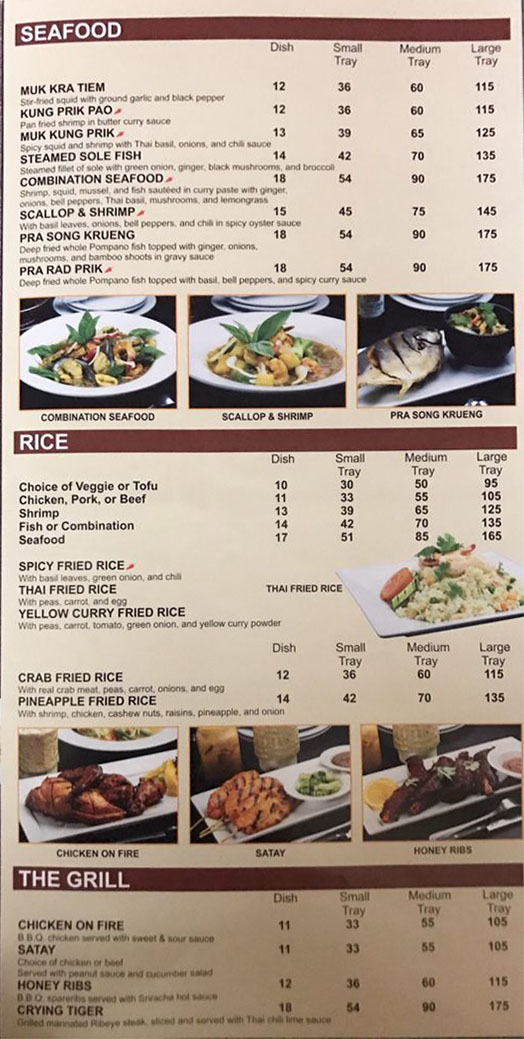 SEAFOOD
Dish Small Tray Medium Tray Large Tray
MUK KRA TIEM 12 36 60 115
Stir-fried squid with ground garlic and black pepper
KUNG PRIK PAO 12 36 60 115
Pan fried shrimp in butter curry sauce
MUK KUNG PRIK 13 39 65 125
Spicy squid and shrimp with Thai basil, onions, and chili sauce
STEAMED SOLE FISH 14 42 70 135
Steamed fillet of sole with green onion, ginger, black mushrooms, and broccoli
COMBINATION SEAFOOD 18 54 90 175
Shrimp, squid, mussel, and fish sautéed in curry paste with ginger,
onions, bell peppers, Thai basil, mushrooms, and lemongrass
SCALLOP & SHRIMP 15 45 75 145
With basil leaves, onions, bell peppers, and chili in spicy oyster sauce
PRA SONG KRUENG 18 54 90 175
Deep fried whole Pompano fish topped with ginger, onions,
mushrooms, and bamboo shoots in gravy sauce
PRA RAD PRIK 18 54 90 175
Deep fried whole Pompano fish topped with basil, bell peppers, and spicy curry sauce
COMBINATION SEAFOOD SCALLOP & SHRIMP PRA SONG KRUENG
RICE
Dish Small Tray Medium Tray Large Tray
Choice of Veggie or Tofu 10 30 50 95
Chicken, Pork, or Beef 11 33 55 105
Shrimp 13 39 65 125
Fish or Combination 14 42 70 135
Seafood 17 51 85 165
SPICY FRIED RICE
With basil leaves, green onion, and chili
THAI FRIED RICE
With peas, carrot, and egg
YELLOW CURRY FRIED RICE
With peas, carrot, tomato, green onion, and yellow curry powder
THAI FRIED RICE
Dish Small Tray Medium Tray Large Tray
CRAB FRIED RICE 12 36 60 115
With real crab meat, peas, carrot, onions, and egg
PINEAPPLE FRIED RICE 14 42 70 135
With shrimp, chicken, cashew nuts, raisins, pineapple, and onion
CHICKEN ON FIRE SATAY HONEY RIBS
THE GRILL
Dish Small Tray Medium Tray Large Tray
CHICKEN ON FIRE 11 33 55 105
B.B.Q. chicken served with sweet & sour sauce
SATAY 11 33 55 105
Choice of chicken or beef
Served with peanut sauce and cucumber salad
HONEY RIBS 12 36 60 115
B.B.Q. spareribs served with Sriracha hot sauce
CRYING TIGER 18 54 90 175
Grilled marinated Ribeye steak, sliced and served with Thai chili lime sauce